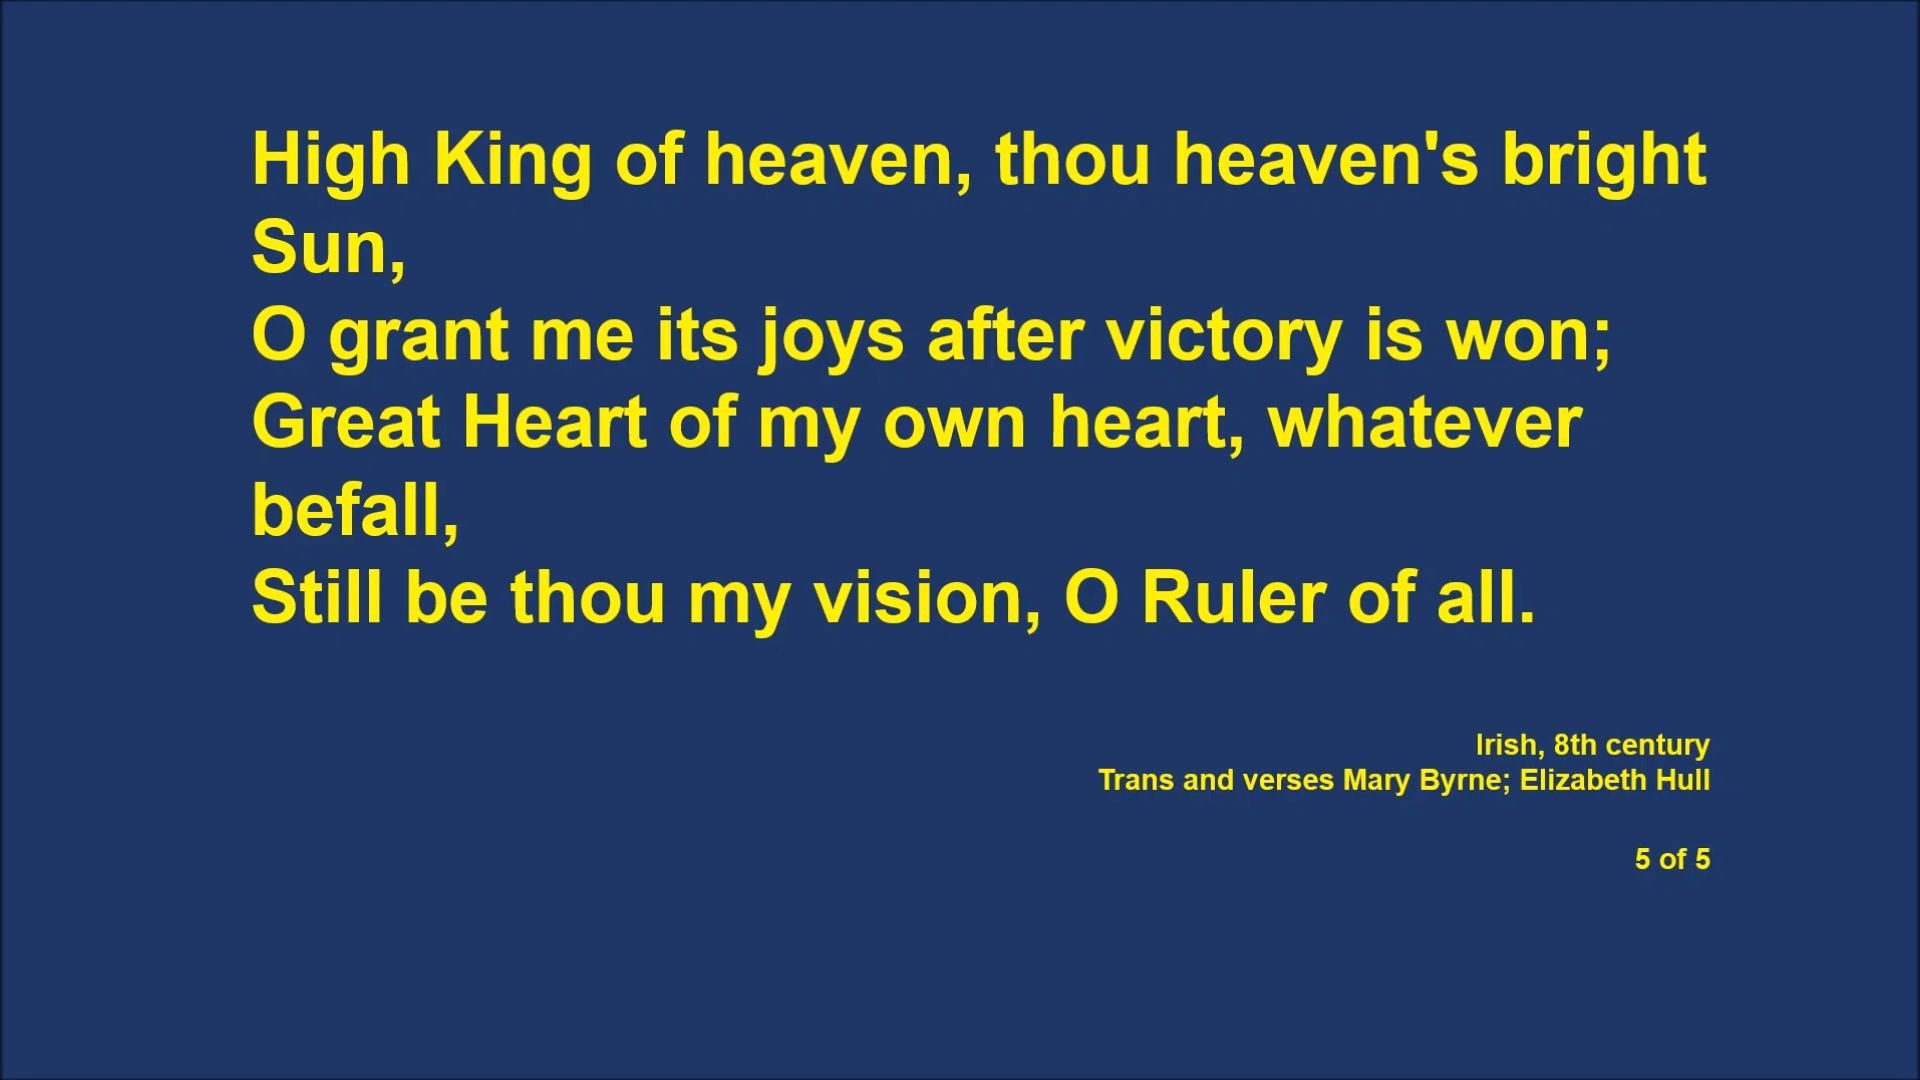 High King of heaven, thou heaven's bright
Sun,
O grant me its joys after victory is won;
Great Heart of my own heart, whatever
befall,
Still be thou my vision, O Ruler of all.
Irish, 8th century
Trans and verses Mary Byrne; Elizabeth Hull
5 of 5